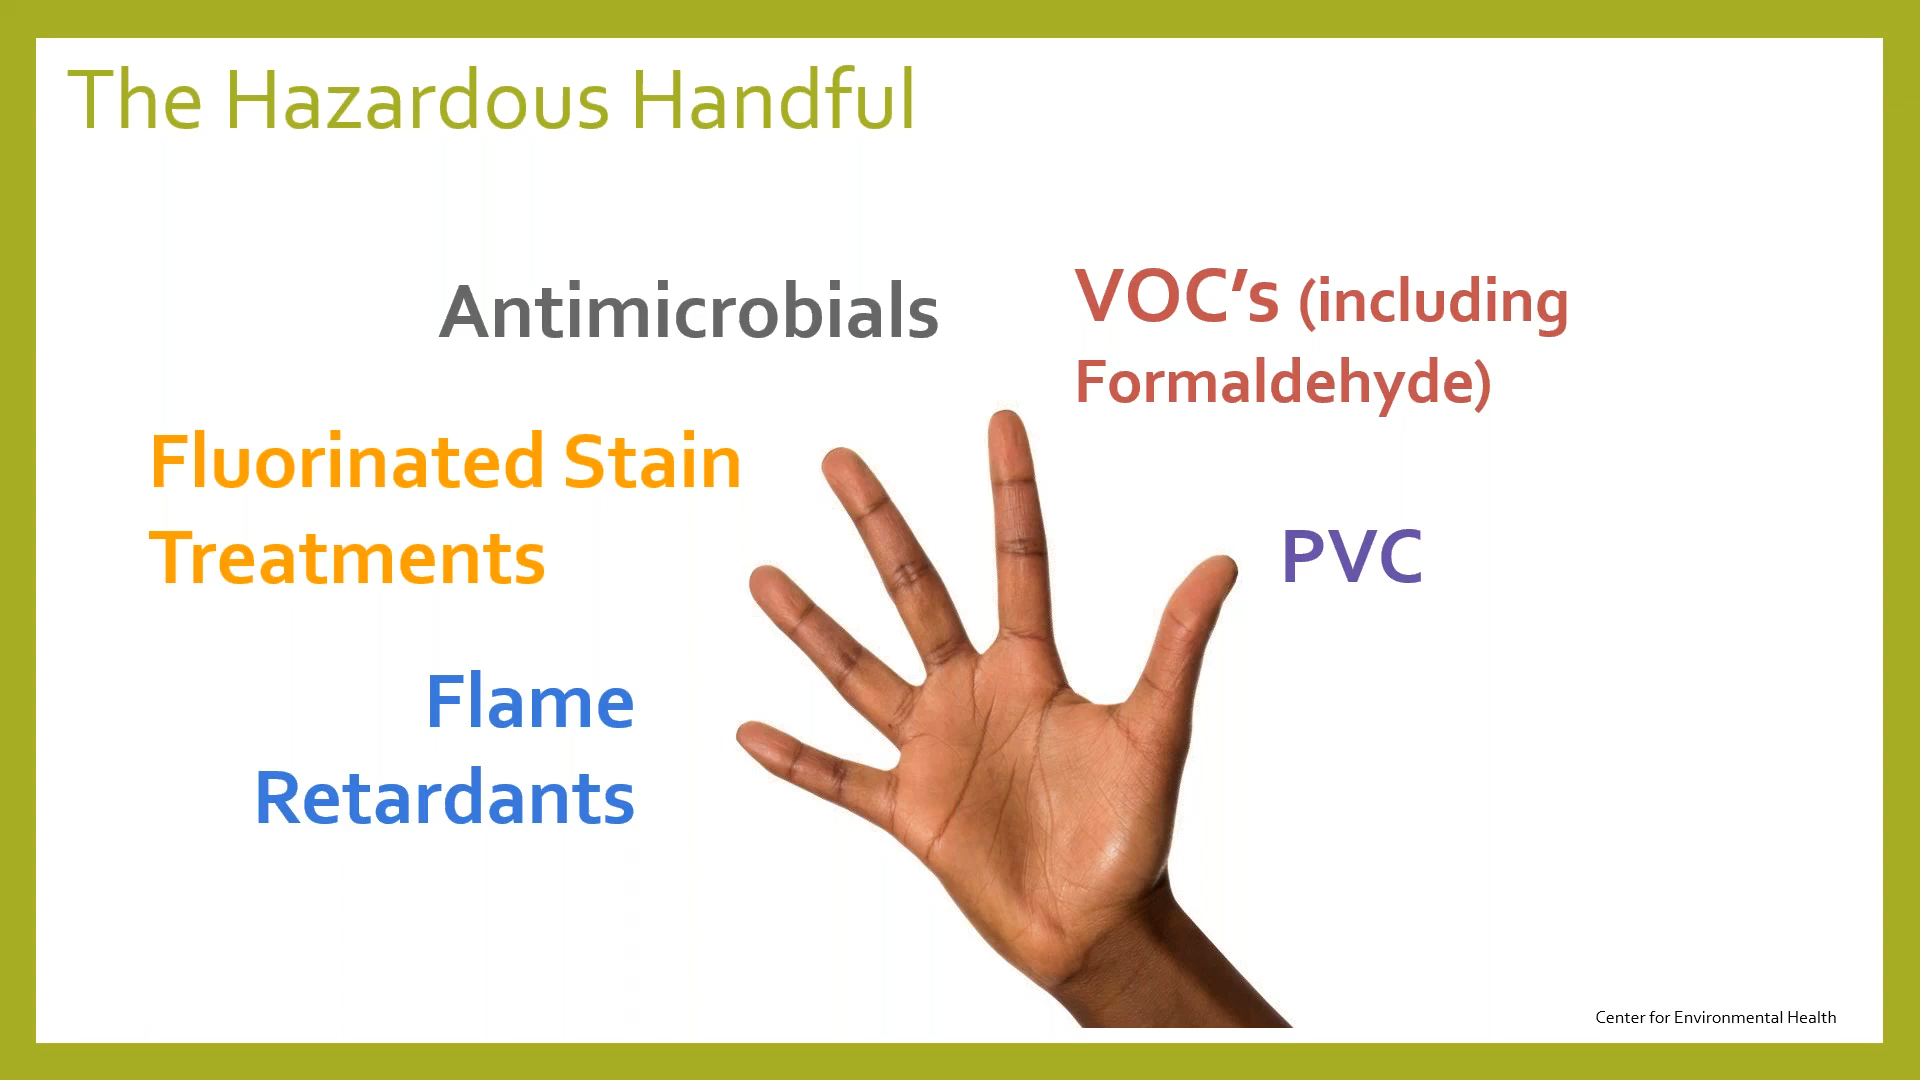 The Hazardous Handful
Antimicrobials
VOC’s (including
Formaldehyde)
Fluorinated Stain
Treatments
PVC
Flame
Retardants
Center for Environmental Health